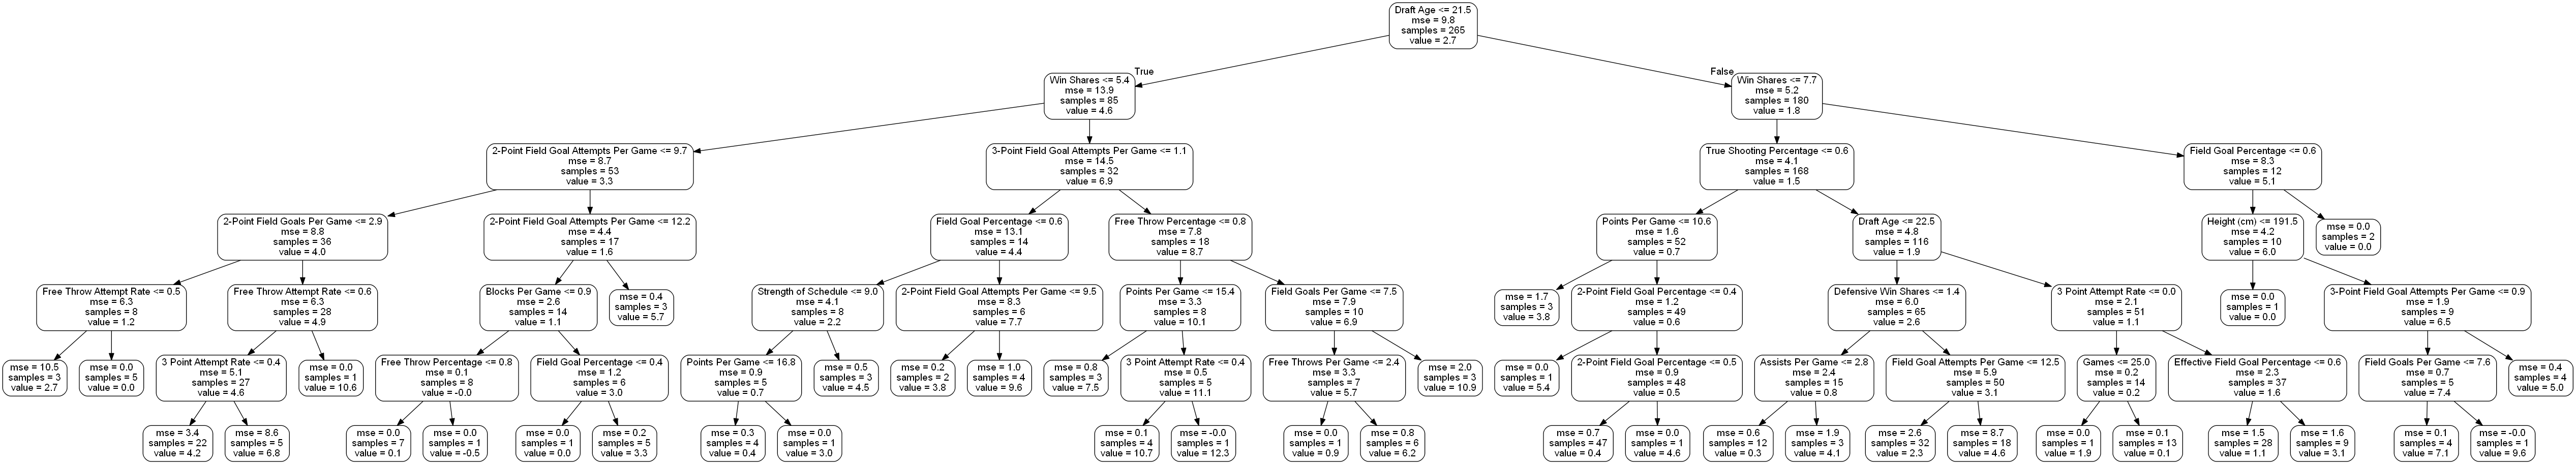 Draft Age <= 21.5
mse = 9.8
samples = 265
value = 2.7
True
False
Win Shares <= 5.4
mse = 13.9
samples = 85
value = 4.6
Win Shares <= 7.7
mse = 5.2
samples = 180
value = 1.8
2-Point Field Goal Attempts Per Game <= 9.7
mse = 8.7
samples = 53
value = 3.3
3-Point Field Goal Attempts Per Game <= 1.1
mse = 14.5
samples = 32
value = 6.9
True Shooting Percentage <= 0.6
mse = 4.1
samples = 168
value = 1.5
Field Goal Percentage <= 0.6
mse = 8.3
samples = 12
value = 5.1
2-Point Field Goals Per Game <= 2.9
mse = 8.8
samples = 36
value = 4.0
2-Point Field Goal Attempts Per Game <= 12.2
mse = 4.4
samples = 17
value = 1.6
Field Goal Percentage <= 0.6
mse = 13.1
samples = 14
value = 4.4
Free Throw Percentage <= 0.8
mse = 7.8
samples = 18
value = 8.7
Points Per Game <= 10.6
mse = 1.6
samples = 52
value = 0.7
Draft Age <= 22.5
mse = 4.8
samples = 116
value = 1.9
Height (cm) <= 191.5
mse = 4.2
samples = 10
value = 6.0
mse = 0.0
samples = 2
value = 0.0
Free Throw Attempt Rate <= 0.5
mse = 6.3
samples = 8
value = 1.2
Free Throw Attempt Rate <= 0.6
mse = 6.3
samples = 28
value = 4.9
Blocks Per Game <= 0.9
mse = 2.6
samples = 14
value = 1.1
mse = 0.4
samples = 3
value = 5.7
Strength of Schedule <= 9.0
mse = 4.1
samples = 8
value = 2.2
2-Point Field Goal Attempts Per Game <= 9.5
mse = 8.3
samples = 6
value = 7.7
Points Per Game <= 15.4
mse = 3.3
samples = 8
value = 10.1
Field Goals Per Game <= 7.5
mse = 7.9
samples = 10
value = 6.9
mse = 1.7
samples = 3
value = 3.8
2-Point Field Goal Percentage <= 0.4
mse = 1.2
samples = 49
value = 0.6
Defensive Win Shares <= 1.4
mse = 6.0
samples = 65
value = 2.6
3 Point Attempt Rate <= 0.0
mse = 2.1
samples = 51
value = 1.1
mse = 0.0
samples = 1
value = 0.0
3-Point Field Goal Attempts Per Game <= 0.9
mse = 1.9
samples = 9
value = 6.5
mse = 10.5
samples = 3
value = 2.7
mse = 0.0
samples = 5
value = 0.0
3 Point Attempt Rate <= 0.4
mse = 5.1
samples = 27
value = 4.6
mse = 0.0
samples = 1
value = 10.6
Free Throw Percentage <= 0.8
mse = 0.1
samples = 8
value = -0.0
Field Goal Percentage <= 0.4
mse = 1.2
samples = 6
value = 3.0
Points Per Game <= 16.8
mse = 0.9
samples = 5
value = 0.7
mse = 0.5
samples = 3
value = 4.5
mse = 0.2
samples = 2
value = 3.8
mse = 1.0
samples = 4
value = 9.6
mse = 0.8
samples = 3
value = 7.5
3 Point Attempt Rate <= 0.4
mse = 0.5
samples = 5
value = 11.1
Free Throws Per Game <= 2.4
mse = 3.3
samples = 7
value = 5.7
mse = 2.0
samples = 3
value = 10.9
mse = 0.0
samples = 1
value = 5.4
2-Point Field Goal Percentage <= 0.5
mse = 0.9
samples = 48
value = 0.5
Assists Per Game <= 2.8
mse = 2.4
samples = 15
value = 0.8
Field Goal Attempts Per Game <= 12.5
mse = 5.9
samples = 50
value = 3.1
Games <= 25.0
mse = 0.2
samples = 14
value = 0.2
Effective Field Goal Percentage <= 0.6
mse = 2.3
samples = 37
value = 1.6
Field Goals Per Game <= 7.6
mse = 0.7
samples = 5
value = 7.4
mse = 0.4
samples = 4
value = 5.0
mse = 3.4
samples = 22
value = 4.2
mse = 8.6
samples = 5
value = 6.8
mse = 0.0
samples = 7
value = 0.1
mse = 0.0
samples = 1
value = -0.5
mse = 0.0
samples = 1
value = 0.0
mse = 0.2
samples = 5
value = 3.3
mse = 0.3
samples = 4
value = 0.4
mse = 0.0
samples = 1
value = 3.0
mse = 0.1
samples = 4
value = 10.7
mse = -0.0
samples = 1
value = 12.3
mse = 0.0
samples = 1
value = 0.9
mse = 0.8
samples = 6
value = 6.2
mse = 0.7
samples = 47
value = 0.4
mse = 0.0
samples = 1
value = 4.6
mse = 0.6
samples = 12
value = 0.3
mse = 1.9
samples = 3
value = 4.1
mse = 2.6
samples = 32
value = 2.3
mse = 8.7
samples = 18
value = 4.6
mse = 0.0
samples = 1
value = 1.9
mse = 0.1
samples = 13
value = 0.1
mse = 1.5
samples = 28
value = 1.1
mse = 1.6
samples = 9
value = 3.1
mse = 0.1
samples = 4
value = 7.1
mse = -0.0
samples = 1
value = 9.6